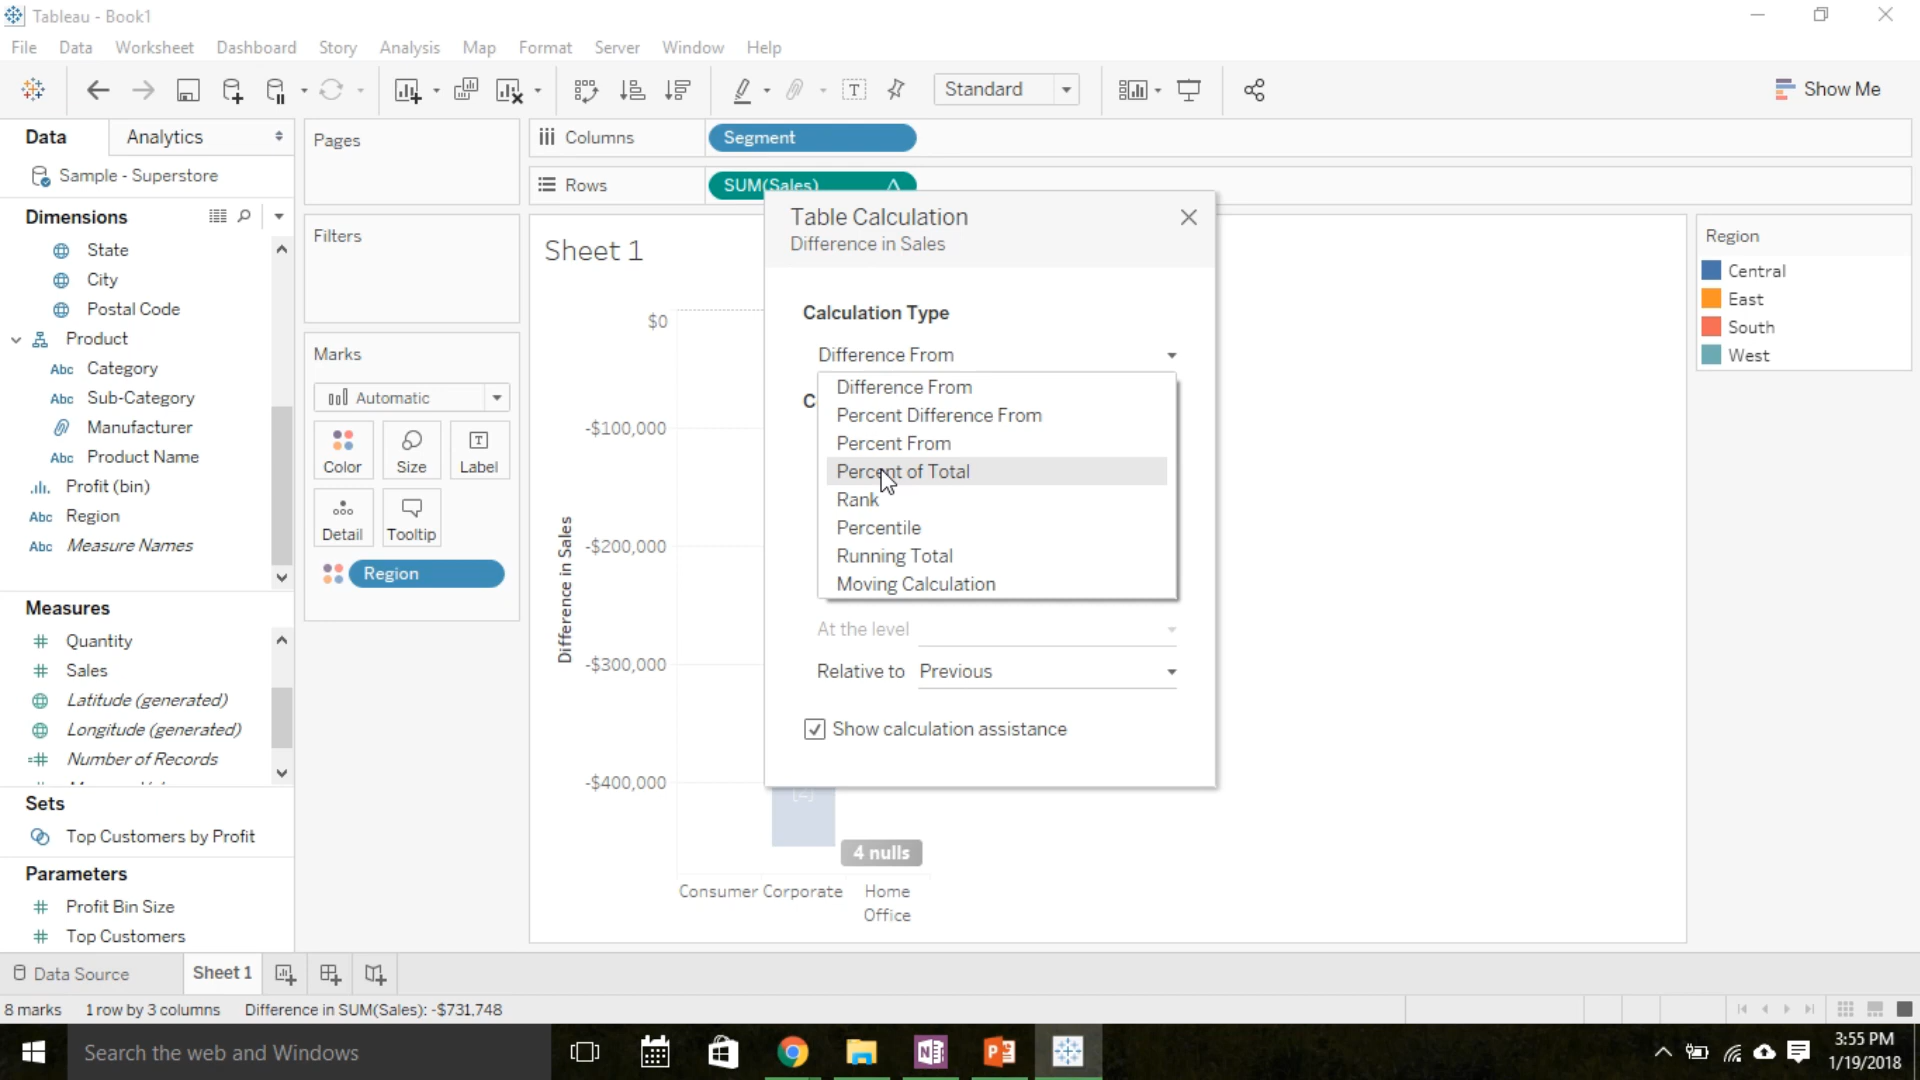 Tableau - Book1
File Data Worksheet Dashboard Story Analysis Map Format Server Window Help
Standard
Show Me
Data Analytics
Sample - Superstore
Dimensions
State
City
Postal Code
Product
Abc Category
Abc Sub-Category
Manufacturer
Abc Product Name
Profit (bin)
Abc Region
Abc Measure Names
Measures
# Quantity
# Sales
Latitude (generated)
Longitude (generated)
=# Number of Records
Sets
Top Customers by Profit
Parameters
# Profit Bin Size
# Top Customers
Pages
Filters
Marks
Automatic
Color Size Label
Detail Tooltip
Region
Columns Segment
Rows SUM(Sales) Δ
Sheet 1
$0
-$100,000
-$200,000
-$300,000
-$400,000
Difference in Sales
4 nulls
Consumer Corporate Home Office
Table Calculation
Difference in Sales
Calculation Type
Difference From
C
Difference From
Percent Difference From
Percent From
Percent of Total
Rank
Percentile
Running Total
Moving Calculation
At the level
Relative to Previous
Show calculation assistance
Region
Central
East
South
West
Data Source Sheet 1
8 marks 1 row by 3 columns Difference in SUM(Sales): -$731,748
Search the web and Windows
3:55 PM
1/19/2018